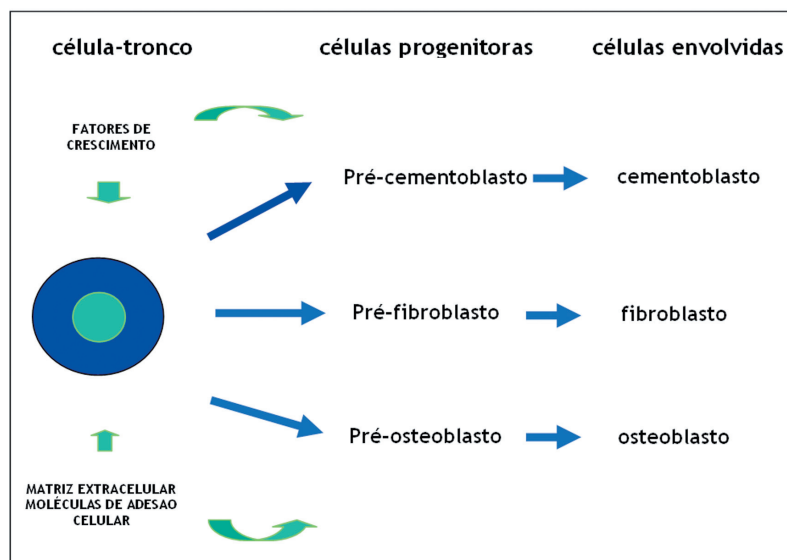 célula-tronco
células progenitoras
células envolvidas
FATORES DE
CRESCIMENTO
Pré-cementoblasto
cementoblasto
Pré-fibroblasto
fibroblasto
Pré-osteoblasto
osteoblasto
MATRIZ EXTRACELULAR
MOLÉCULAS DE ADESAO
CELULAR